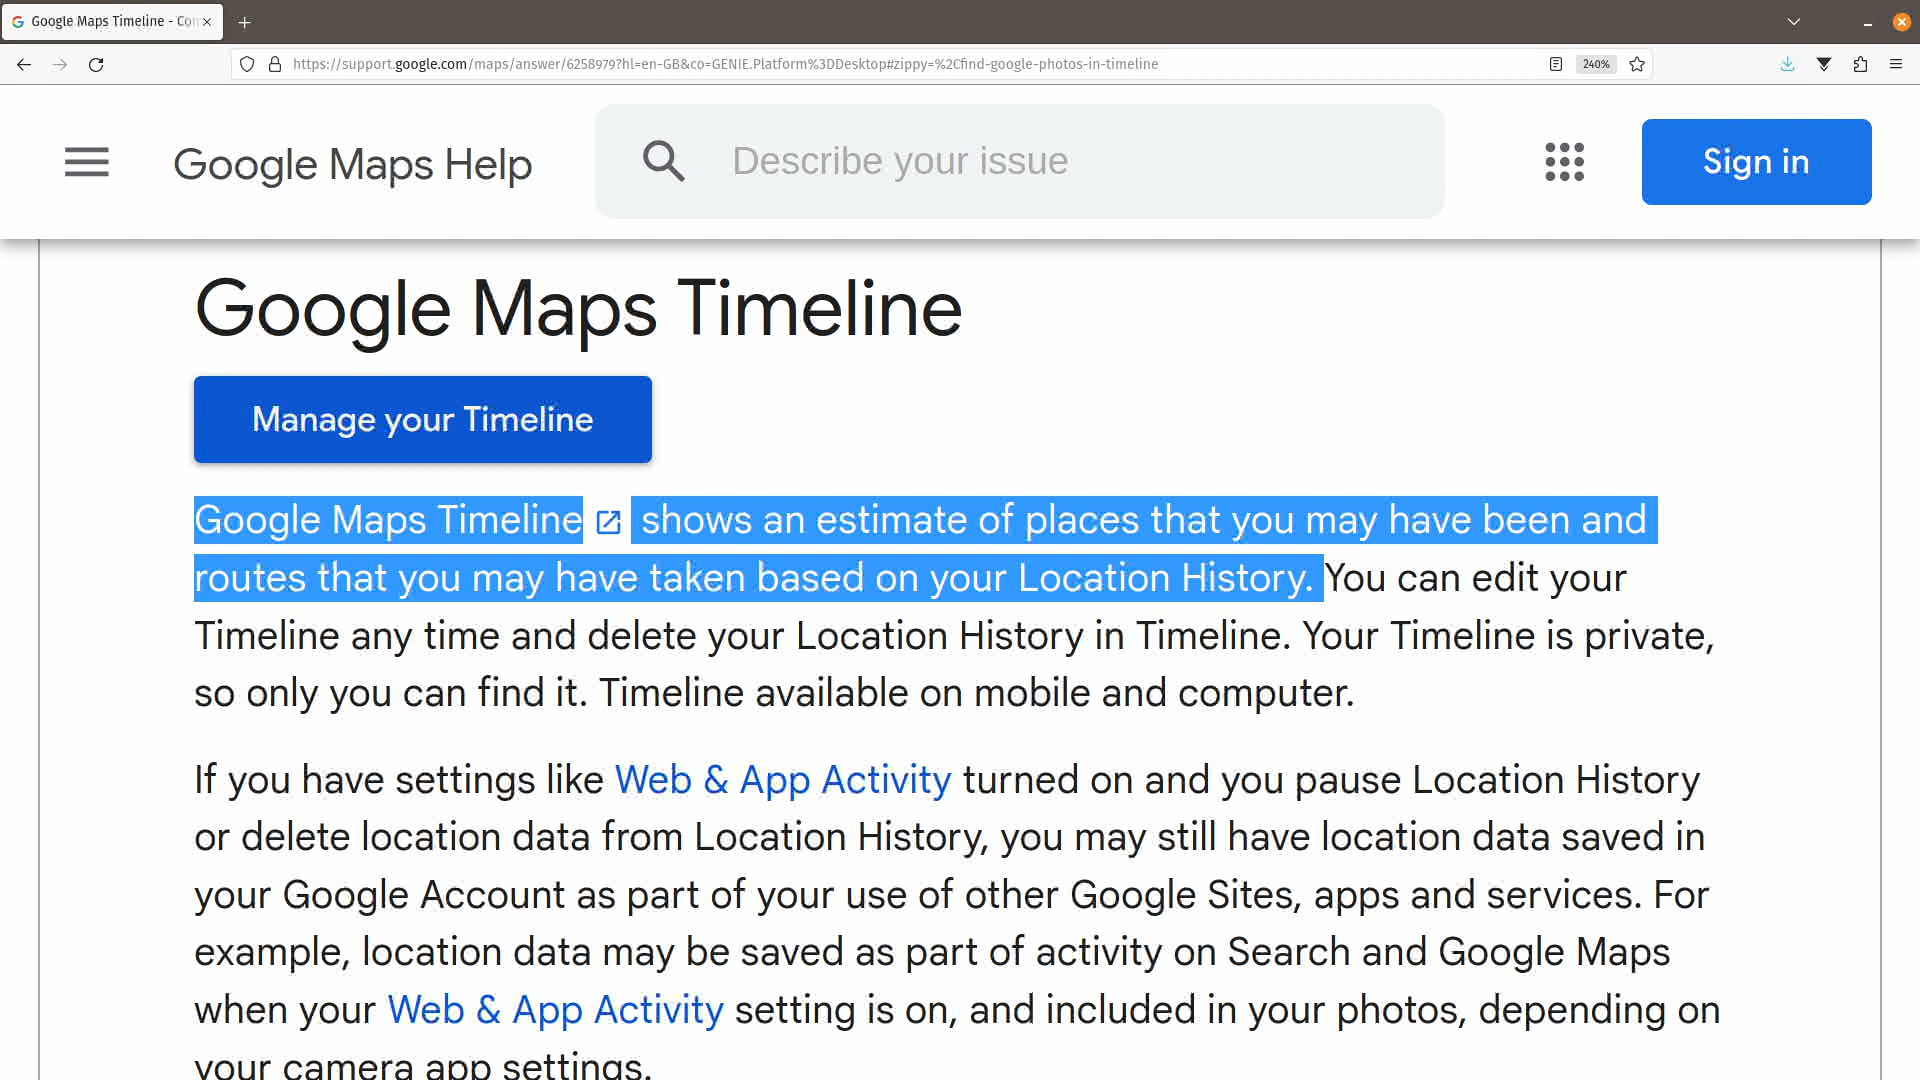 Google Maps Timeline - Con
https://support.google.com/maps/answer/6258979?hl=en-GB&co=GENIE.Platform%3DDesktop#zippy=%2Cfind-google-photos-in-timeline
240%
Google Maps Help
Describe your issue
Sign in
Google Maps Timeline
Manage your Timeline
Google Maps Timeline shows an estimate of places that you may have been and
routes that you may have taken based on your Location History. You can edit your
Timeline any time and delete your Location History in Timeline. Your Timeline is private,
so only you can find it. Timeline available on mobile and computer.
If you have settings like Web & App Activity turned on and you pause Location History
or delete location data from Location History, you may still have location data saved in
your Google Account as part of your use of other Google Sites, apps and services. For
example, location data may be saved as part of activity on Search and Google Maps
when your Web & App Activity setting is on, and included in your photos, depending on
your camera app settings.